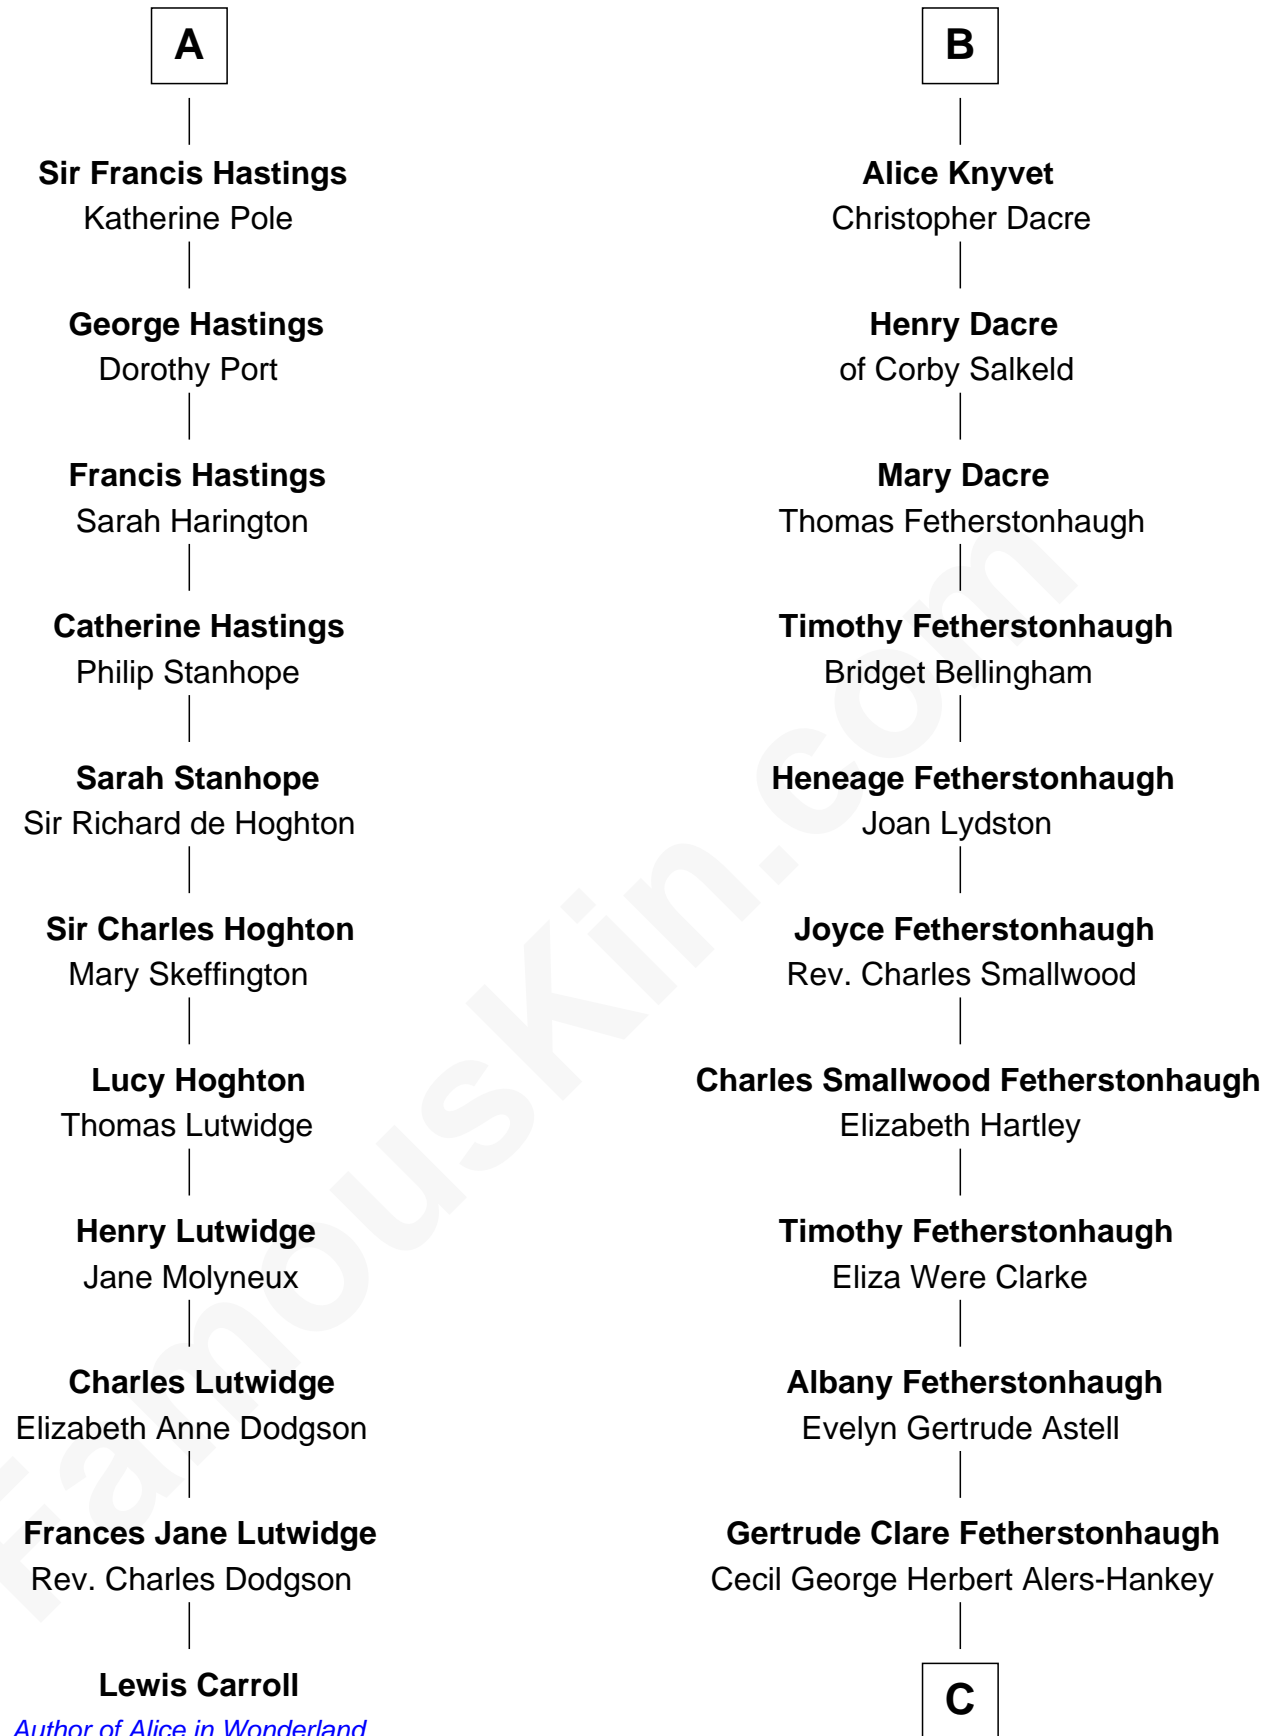 A
Sir Francis Hastings
Katherine Pole
George Hastings
Dorothy Port
Francis Hastings
Sarah Harington
Catherine Hastings
Philip Stanhope
Sarah Stanhope
Sir Richard de Hoghton
Sir Charles Hoghton
Mary Skeffington
Lucy Hoghton
Thomas Lutwidge
Henry Lutwidge
Jane Molyneux
Charles Lutwidge
Elizabeth Anne Dodgson
Frances Jane Lutwidge
Rev. Charles Dodgson
Lewis Carroll
Author of Alice in Wonderland
B
Alice Knyvet
Christopher Dacre
Henry Dacre
of Corby Salkeld
Mary Dacre
Thomas Fetherstonhaugh
Timothy Fetherstonhaugh
Bridget Bellingham
Heneage Fetherstonhaugh
Joan Lydston
Joyce Fetherstonhaugh
Rev. Charles Smallwood
Charles Smallwood Fetherstonhaugh
Elizabeth Hartley
Timothy Fetherstonhaugh
Eliza Were Clarke
Albany Fetherstonhaugh
Evelyn Gertrude Astell
Gertrude Clare Fetherstonhaugh
Cecil George Herbert Alers-Hankey
C
FamousKin.com